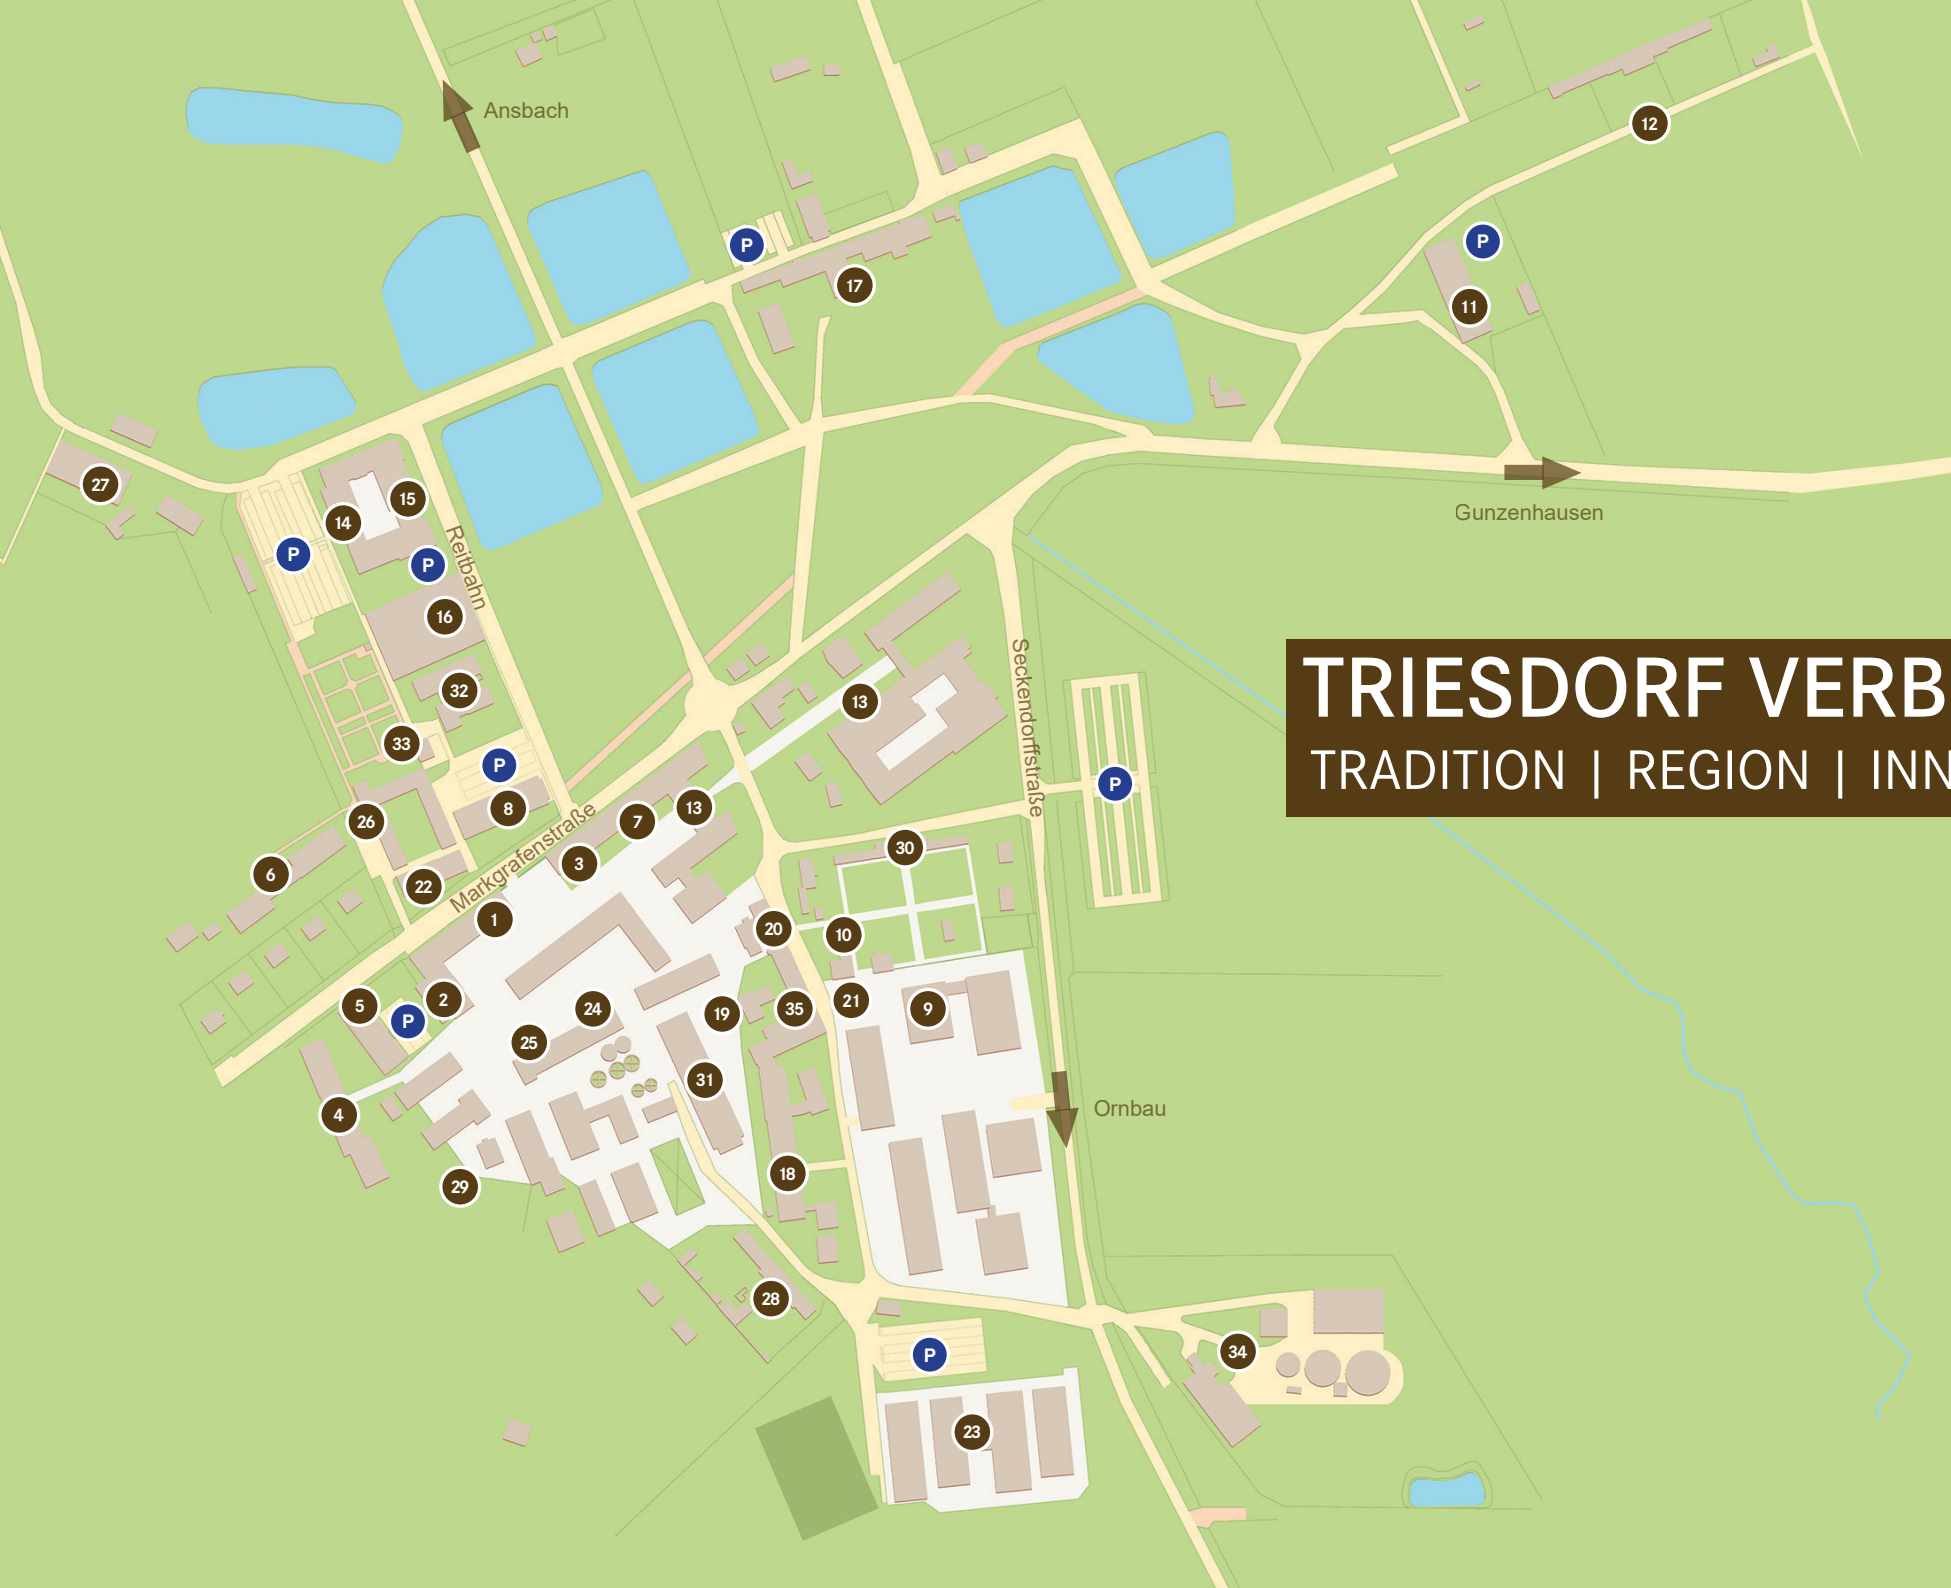 Ansbach
12
P
P
17
11
27
15
14
Gunzenhausen
P
P
Reitbahn
16
TRIESDORF VERB
TRADITION | REGION | INN
32
13
Seckendorffstraße
33
P
P
8
7
13
26
Markgrafenstraße
30
3
6
22
1
20
10
2
5
P
21
9
24
19
35
25
31
4
Ornbau
18
29
28
34
P
23